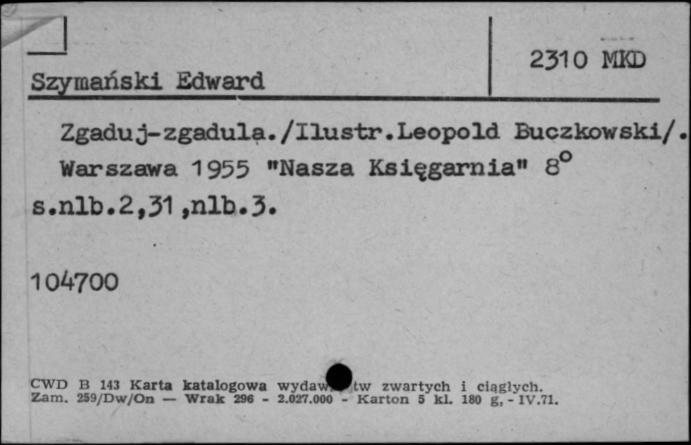 2310 MKD
Szymański Edward
Zgaduj-zgadula./Ilustr.Leopold Buczkowski/.
Warszawa 1955 "Nasza Księgarnia" 8°
s.nlb.2,31,nlb.3.
104700
CWD B 143 Karta katalogowa wydaw tw zwartych i ciągłych.
Zam. 259/Dw/On — Wrak 296 - 2.027.000 - Karton 5 kl. 180 g, - IV.71.